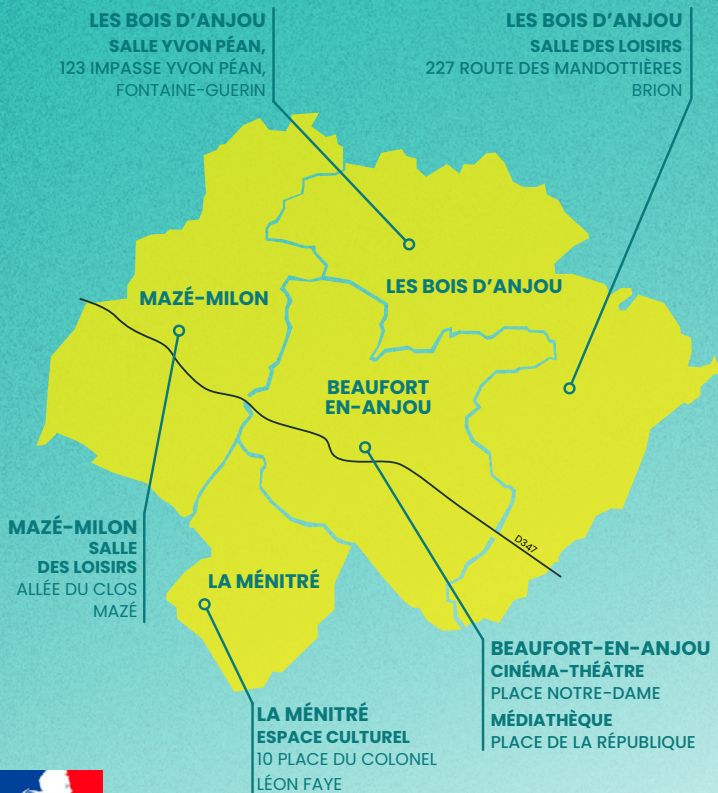 LES BOIS D’ANJOU
SALLE YVON PÉAN,
123 IMPASSE YVON PÉAN,
FONTAINE-GUERIN
LES BOIS D’ANJOU
SALLE DES LOISIRS
227 ROUTE DES MANDOTTIÈRES
BRION
MAZÉ-MILON
LES BOIS D’ANJOU
BEAUFORT
EN-ANJOU
D347
MAZÉ-MILON
SALLE
DES LOISIRS
ALLÉE DU CLOS
MAZÉ
LA MÉNITRÉ
BEAUFORT-EN-ANJOU
CINÉMA-THÉÂTRE
PLACE NOTRE-DAME
MÉDIATHÈQUE
PLACE DE LA RÉPUBLIQUE
LA MÉNITRÉ
ESPACE CULTUREL
10 PLACE DU COLONEL
LÉON FAYE